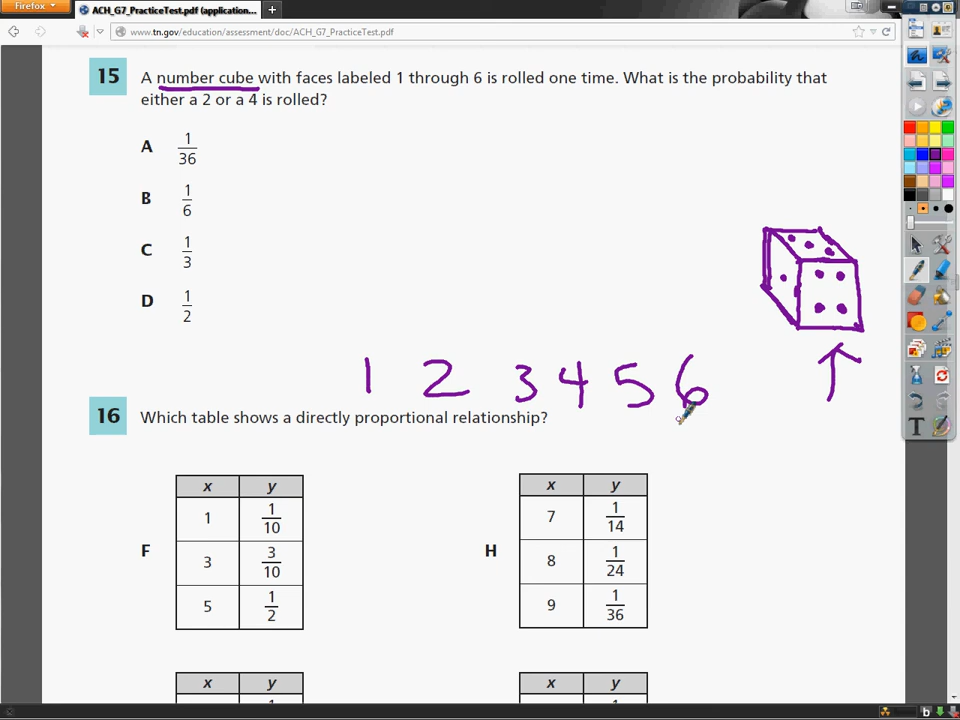 Firefox
ACH_G7_PracticeTest.pdf (application...
www.tn.gov/education/assessment/doc/ACH_G7_PracticeTest.pdf
15 A number cube with faces labeled 1 through 6 is rolled one time. What is the probability that
either a 2 or a 4 is rolled?
A 1/36
B 1/6
C 1/3
D 1/2
1 2 3 4 5 6
16 Which table shows a directly proportional relationship?
F
x y
1 1/10
3 3/10
5 1/2
H
x y
7 1/14
8 1/24
9 1/36
x y
x y
T
b